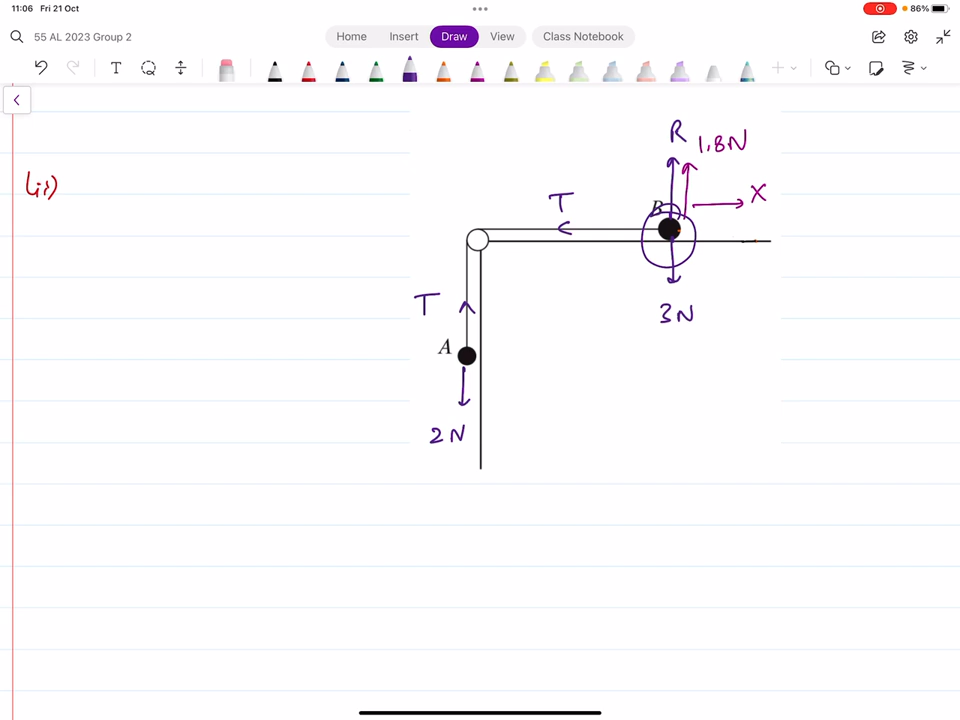 11:06 Fri 21 Oct
86%
55 AL 2023 Group 2
Home Insert Draw View Class Notebook
T
(ii)
R
1.8N
X
B
T
T
A
3N
2N